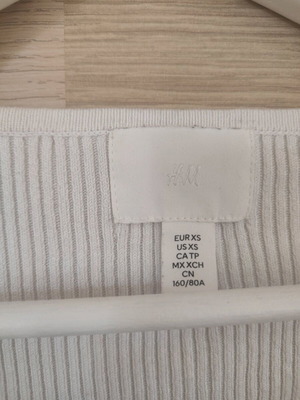 H&M
EUR XS
US XS
CA TP
MX XCH
CN
160/80A